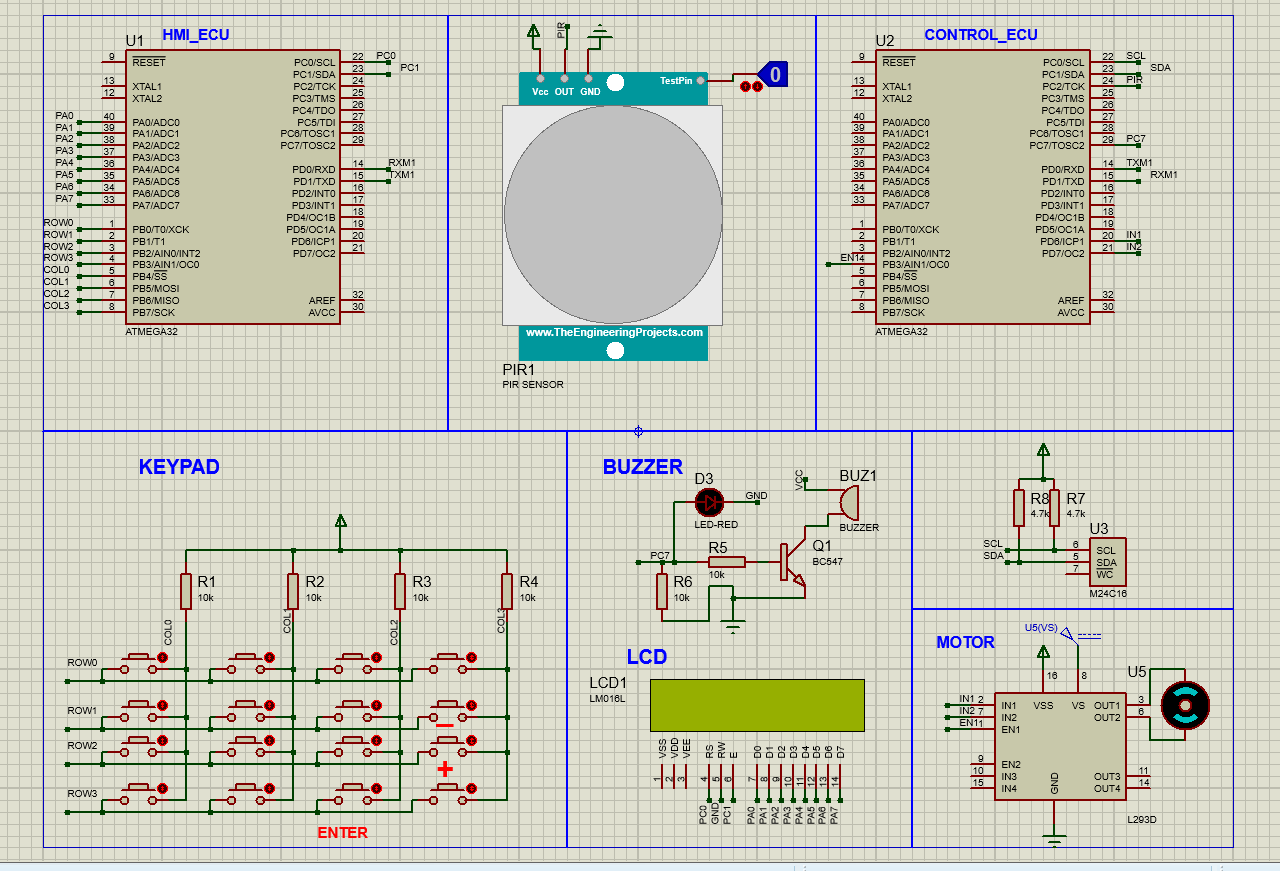 HMI_ECU
U1
9 RESET
13 XTAL1
12 XTAL2
PA0 40 PA0/ADC0
PA1 39 PA1/ADC1
PA2 38 PA2/ADC2
PA3 37 PA3/ADC3
PA4 36 PA4/ADC4
PA5 35 PA5/ADC5
PA6 34 PA6/ADC6
PA7 33 PA7/ADC7
ROW0 1 PB0/T0/XCK
ROW1 2 PB1/T1
ROW2 3 PB2/AIN0/INT2
ROW3 4 PB3/AIN1/OC0
COL0 5 PB4/SS
COL1 6 PB5/MOSI
COL2 7 PB6/MISO
COL3 8 PB7/SCK
PC0/SCL 22 PC0
PC1/SDA 23 PC1
PC2/TCK 24
PC3/TMS 25
PC4/TDO 26
PC5/TDI 27
PC6/TOSC1 28
PC7/TOSC2 29
PD0/RXD 14 RXM1
PD1/TXD 15 TXM1
PD2/INT0 16
PD3/INT1 17
PD4/OC1B 18
PD5/OC1A 19
PD6/ICP1 20
PD7/OC2 21
AREF 32
AVCC 30
ATMEGA32
PIR
Vcc OUT GND
TestPin
0
www.TheEngineeringProjects.com
PIR1
PIR SENSOR
CONTROL_ECU
U2
9 RESET
13 XTAL1
12 XTAL2
40 PA0/ADC0
39 PA1/ADC1
38 PA2/ADC2
37 PA3/ADC3
36 PA4/ADC4
35 PA5/ADC5
34 PA6/ADC6
33 PA7/ADC7
1 PB0/T0/XCK
2 PB1/T1
3 PB2/AIN0/INT2
EN1 4 PB3/AIN1/OC0
5 PB4/SS
6 PB5/MOSI
7 PB6/MISO
8 PB7/SCK
PC0/SCL 22 SCL
PC1/SDA 23 SDA
PC2/TCK 24 PIR
PC3/TMS 25
PC4/TDO 26
PC5/TDI 27
PC6/TOSC1 28
PC7/TOSC2 29 PC7
PD0/RXD 14 TXM1
PD1/TXD 15 RXM1
PD2/INT0 16
PD3/INT1 17
PD4/OC1B 18
PD5/OC1A 19
PD6/ICP1 20 IN1
PD7/OC2 21 IN2
AREF 32
AVCC 30
ATMEGA32
KEYPAD
R1
10k
R2
10k
R3
10k
R4
10k
COL0
COL1
COL2
COL3
ROW0
ROW1
−
ROW2
+
ROW3
ENTER
BUZZER
D3
GND
LED-RED
VCC
BUZ1
BUZZER
PC7
R5
10k
Q1
BC547
R6
10k
LCD
LCD1
LM016L
VSS VDD VEE RS RW E D0 D1 D2 D3 D4 D5 D6 D7
1 2 3 4 5 6 7 8 9 10 11 12 13 14
PC0 GND PC1 PA0 PA1 PA2 PA3 PA4 PA5 PA6 PA7
R8
4.7k
R7
4.7k
U3
SCL 6 SCL
SDA 5 SDA
7 WC
M24C16
MOTOR
U5(VS)
U5
16 8
VSS VS
IN1 2 IN1
IN2 7 IN2
EN1 1 EN1
9 EN2
10 IN3
15 IN4
GND
OUT1 3
OUT2 6
OUT3 11
OUT4 14
L293D